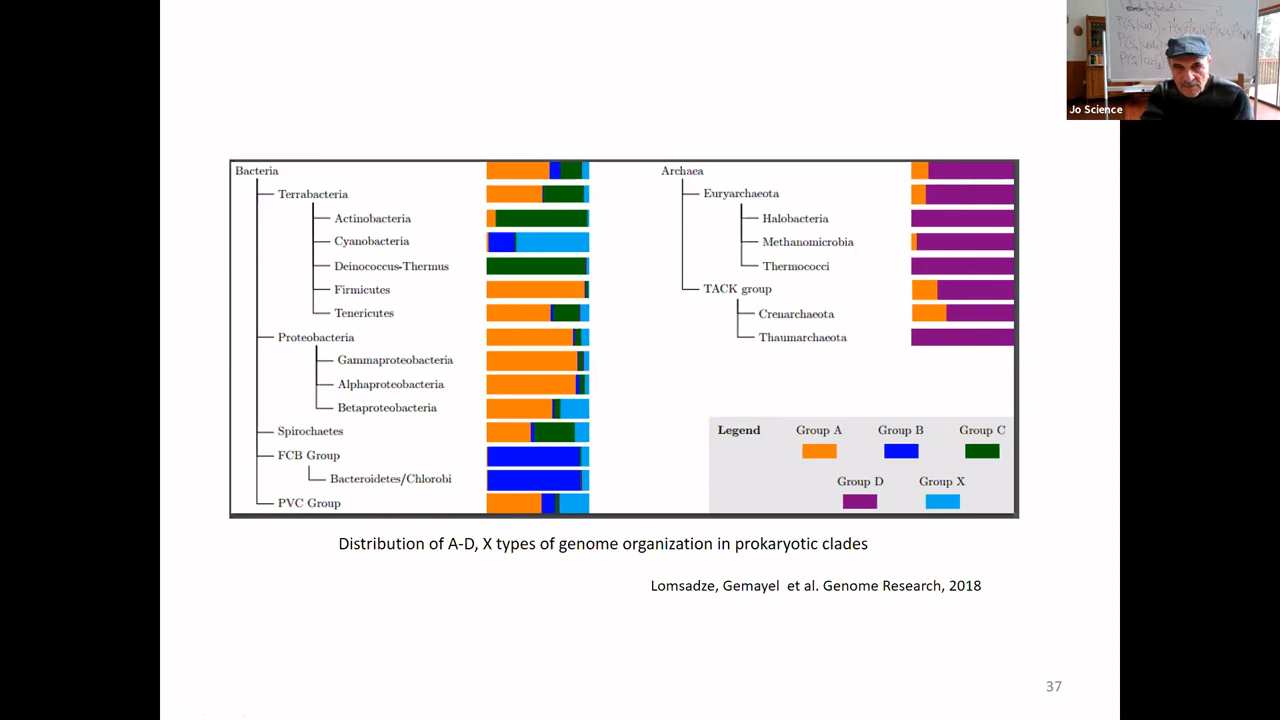 Jo Science
Bacteria
Terrabacteria
Actinobacteria
Cyanobacteria
Deinococcus-Thermus
Firmicutes
Tenericutes
Proteobacteria
Gammaproteobacteria
Alphaproteobacteria
Betaproteobacteria
Spirochaetes
FCB Group
Bacteroidetes/Chlorobi
PVC Group
Archaea
Euryarchaeota
Halobacteria
Methanomicrobia
Thermococci
TACK group
Crenarchaeota
Thaumarchaeota
Legend
Group A
Group B
Group C
Group D
Group X
Distribution of A-D, X types of genome organization in prokaryotic clades
Lomsadze, Gemayel et al. Genome Research, 2018
37